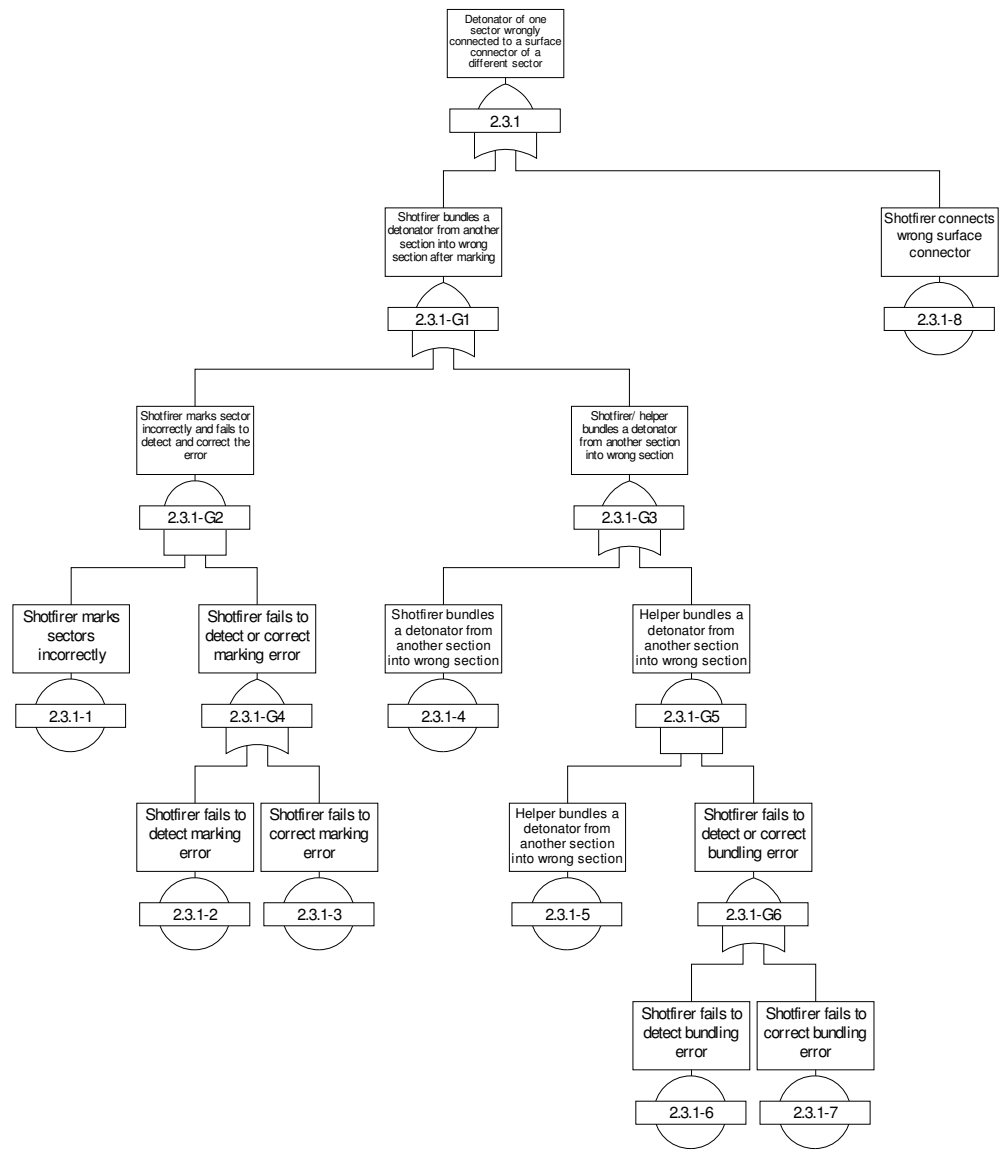 Detonator of one
sector wrongly
connected to a surface
connector of a
different sector
2.3.1
Shotfirer bundles a
detonator from another
section into wrong
section after marking
Shotfirer connects
wrong surface
connector
2.3.1-G1
2.3.1-8
Shotfirer marks sector
incorrectly and fails to
detect and correct the
error
Shotfirer/ helper
bundles a detonator
from another section
into wrong section
2.3.1-G2
2.3.1-G3
Shotfirer marks
sectors
incorrectly
Shotfirer fails to
detect or correct
marking error
Shotfirer bundles
a detonator from
another section
into wrong section
Helper bundles a
detonator from
another section
into wrong section
2.3.1-1
2.3.1-G4
2.3.1-4
2.3.1-G5
Shotfirer fails to
detect marking
error
Shotfirer fails to
correct marking
error
Helper bundles a
detonator from
another section
into wrong section
Shotfirer fails to
detect or correct
bundling error
2.3.1-2
2.3.1-3
2.3.1-5
2.3.1-G6
Shotfirer fails to
detect bundling
error
Shotfirer fails to
correct bundling
error
2.3.1-6
2.3.1-7